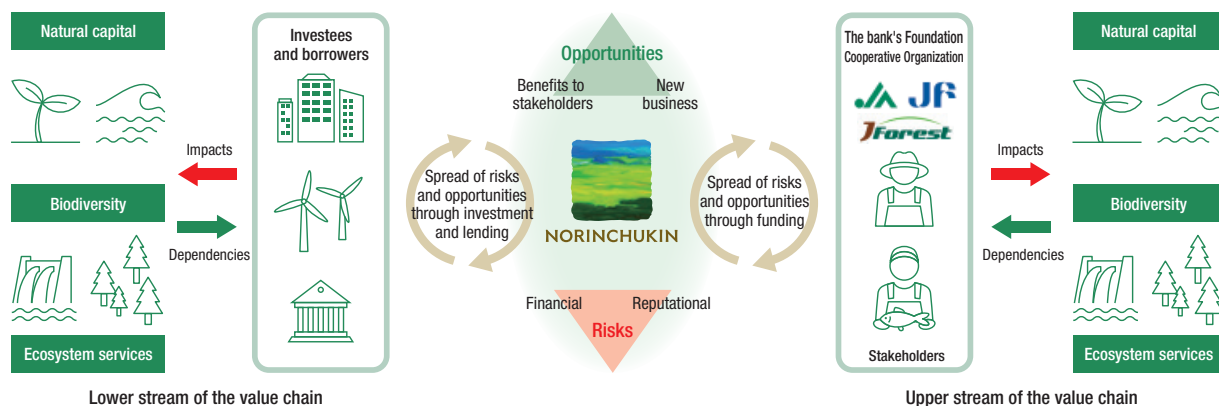 Natural capital
Biodiversity
Ecosystem services
Impacts
Dependencies
Investees
and borrowers
Lower stream of the value chain
Spread of risks
and opportunities
through investment
and lending
Opportunities
Benefits to
stakeholders
New
business
NORINCHUKIN
Financial
Reputational
Risks
Spread of risks
and opportunities
through funding
The bank's Foundation
Cooperative Organization
JA
JF
JForest
Stakeholders
Impacts
Dependencies
Natural capital
Biodiversity
Ecosystem services
Upper stream of the value chain